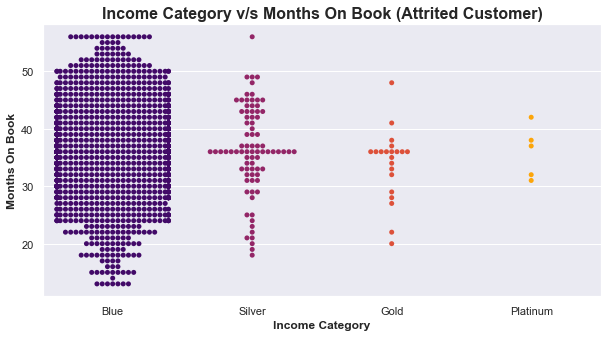 Income Category v/s Months On Book (Attrited Customer)
Months On Book
50
40
30
20
Blue Silver Gold Platinum
Income Category